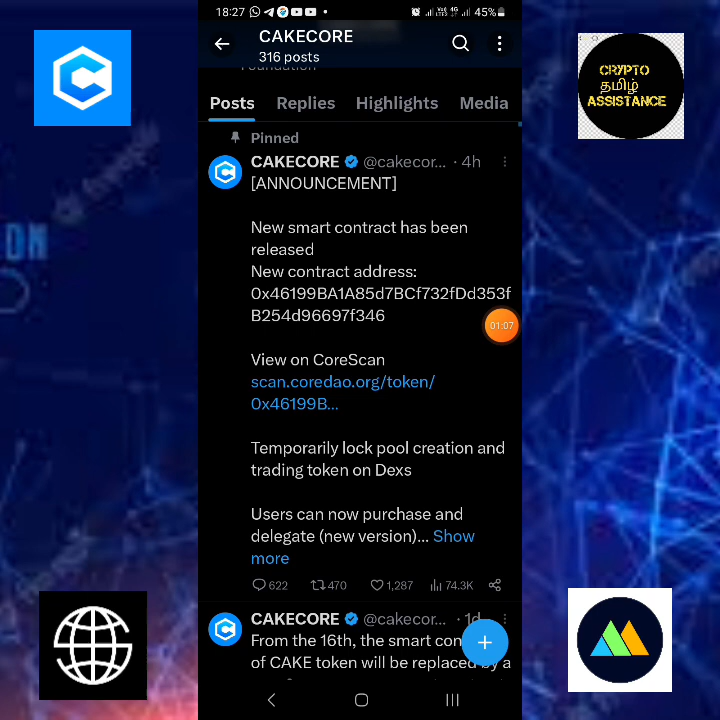 18:27
45%
CAKECORE
316 posts
Foundation
Posts Replies Highlights Media
Pinned
CAKECORE @cakecor... · 4h
[ANNOUNCEMENT]
New smart contract has been
released
New contract address:
0x46199BA1A85d7BCf732fDd353f
B254d96697f346
01:07
View on CoreScan
scan.coredao.org/token/
0x46199B...
Temporarily lock pool creation and
trading token on Dexs
Users can now purchase and
delegate (new version)... Show
more
622 470 1,287 74.3K
CAKECORE @cakecor... · 1d
From the 16th, the smart con
of CAKE token will be replaced by a
CRYPTO
தமிழ்
ASSISTANCE